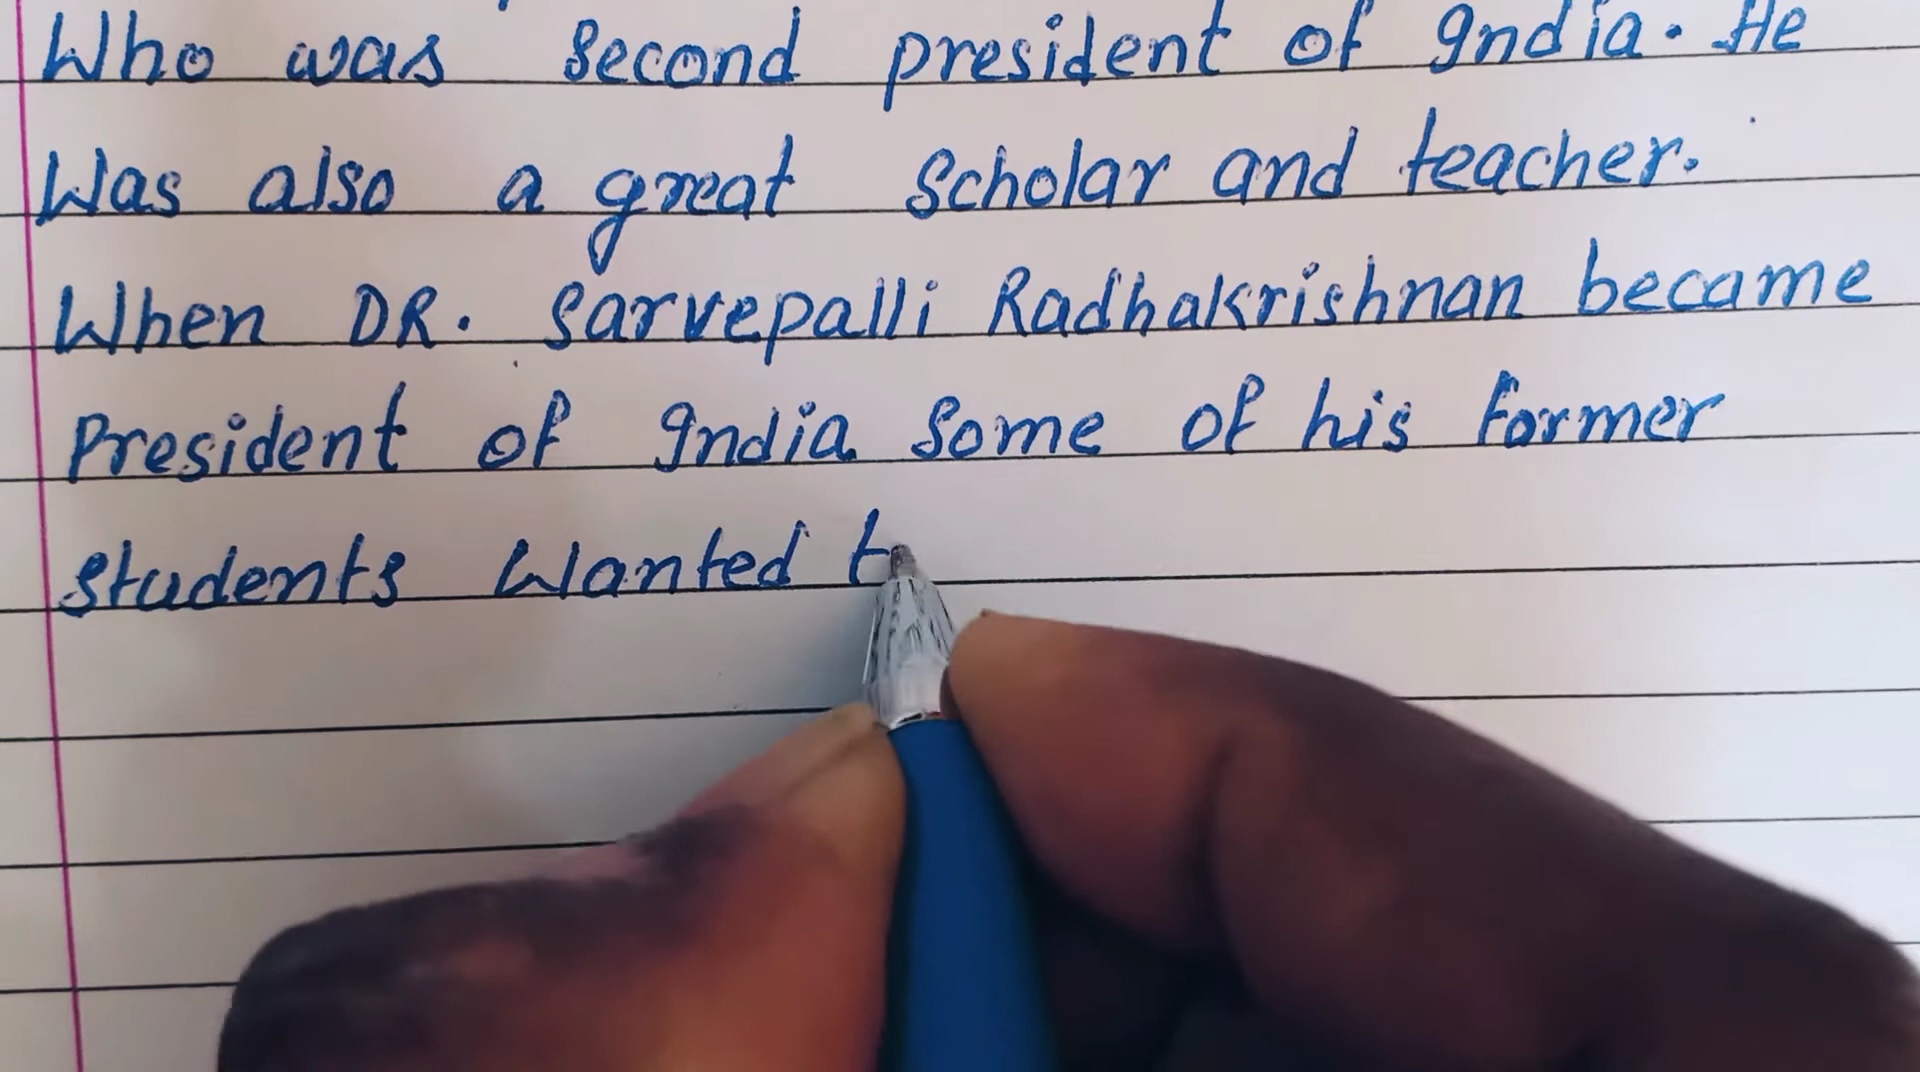 Who was second president of India. He
Was also a great Scholar and teacher.
When DR. Sarvepalli Radhakrishnan became
President of India Some of his former
students Wanted t